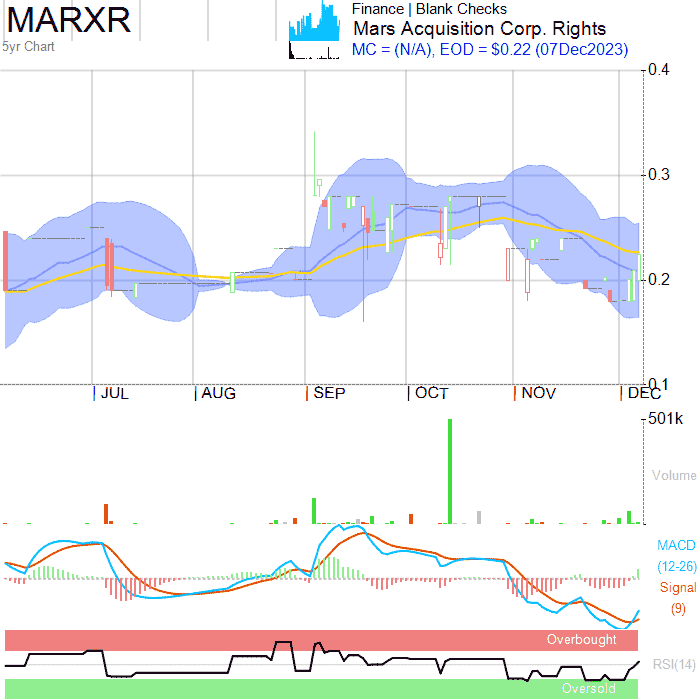 MARXR
5yr Chart
Finance | Blank Checks
Mars Acquisition Corp. Rights
MC = (N/A), EOD = $0.22 (07Dec2023)
0.4
0.3
0.2
0.1
JUL AUG SEP OCT NOV DEC
501k
Volume
MACD
(12-26)
Signal
(9)
Overbought
RSI(14)
Oversold